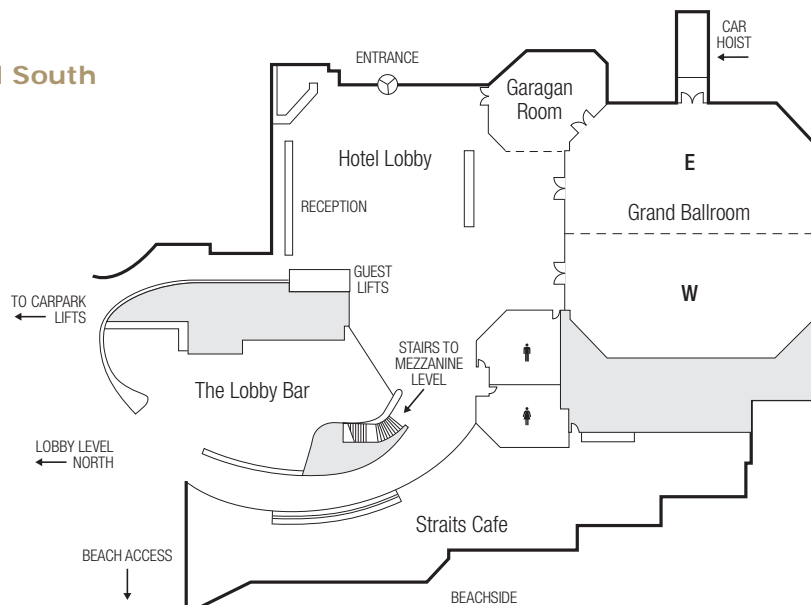 South
ENTRANCE
CAR
HOIST
Garagan
Room
Hotel Lobby
E
RECEPTION
Grand Ballroom
GUEST
LIFTS
W
TO CARPARK
LIFTS
STAIRS TO
MEZZANINE
LEVEL
The Lobby Bar
LOBBY LEVEL
NORTH
Straits Cafe
BEACH ACCESS
BEACHSIDE